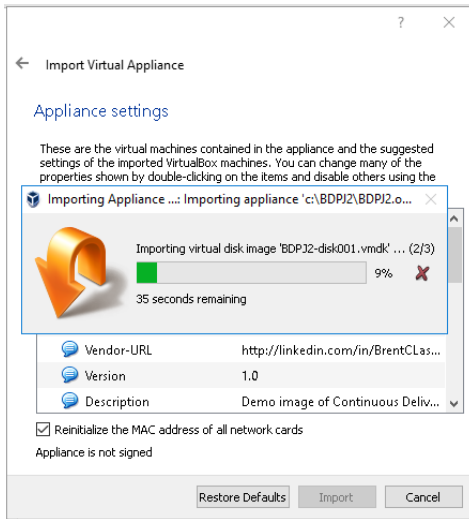 ?
Import Virtual Appliance
Appliance settings
These are the virtual machines contained in the appliance and the suggested
settings of the imported VirtualBox machines. You can change many of the
properties shown by double-clicking on the items and disable others using the
Importing Appliance ...: Importing appliance 'c:\BDPJ2\BDPJ2.o...
Importing virtual disk image 'BDPJ2-disk001.vmdk' ... (2/3)
9%
35 seconds remaining
Vendor-URL http://linkedin.com/in/BrentCLas...
Version 1.0
Description Demo image of Continuous Deliv...
Reinitialize the MAC address of all network cards
Appliance is not signed
Restore Defaults Import Cancel